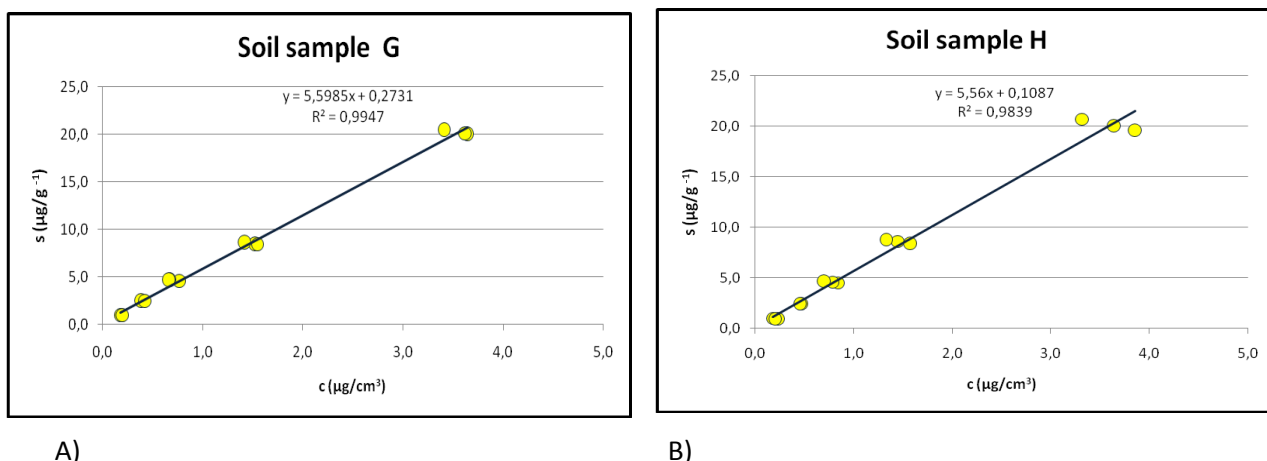 Soil sample G
y = 5,5985x + 0,2731
R² = 0,9947
25,0
20,0
15,0
10,0
5,0
0,0
s (µg/g ⁻¹)
0,0 1,0 2,0 3,0 4,0 5,0
c (µg/cm³)
A)
Soil sample H
y = 5,56x + 0,1087
R² = 0,9839
25,0
20,0
15,0
10,0
5,0
0,0
s (µg/g ⁻¹)
0,0 1,0 2,0 3,0 4,0 5,0
c (µg/cm³)
B)